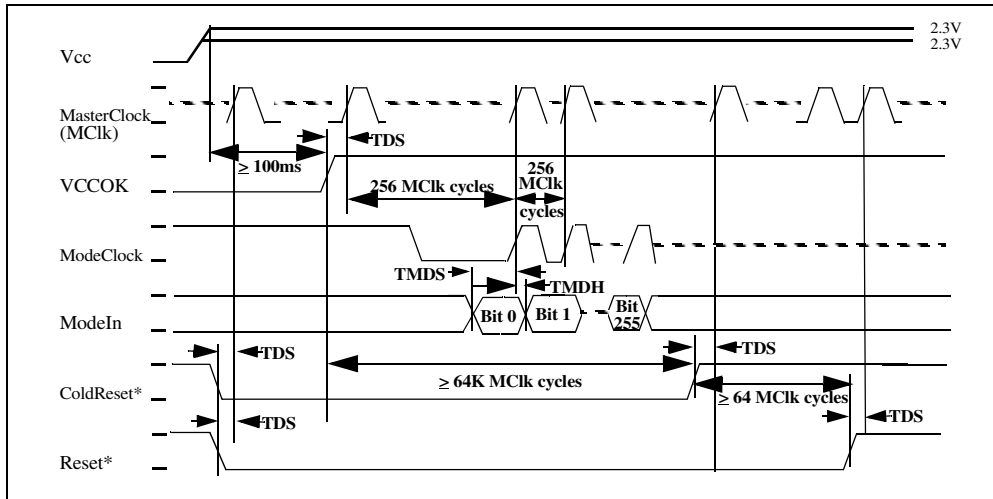 2.3V
2.3V
Vcc
MasterClock
(MClk)
TDS
≥ 100ms
VCCOK
256 MClk cycles
256
MClk
cycles
ModeClock
TMDS
TMDH
ModeIn
Bit 0
Bit 1
Bit
255
TDS
TDS
ColdReset*
≥ 64K MClk cycles
≥ 64 MClk cycles
TDS
TDS
Reset*